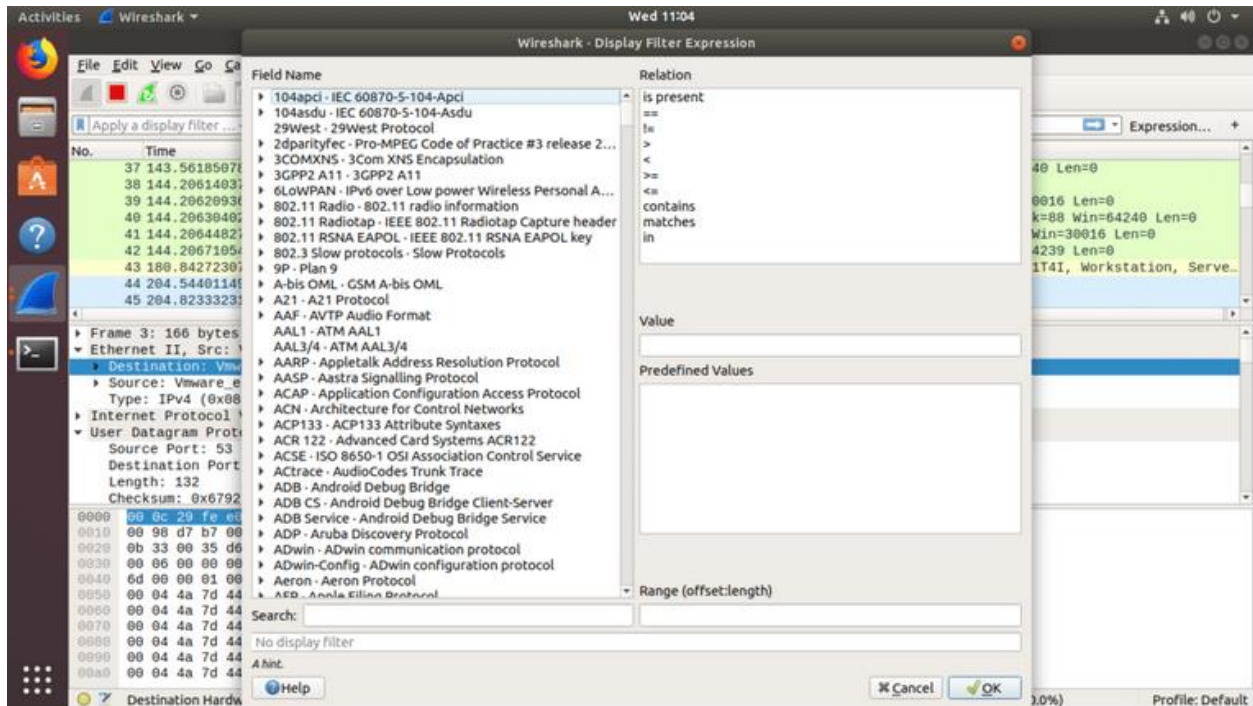 Activities Wireshark Wed 11:04
Wireshark - Display Filter Expression
File Edit View Go Ca
Apply a display filter ...
Expression... +
No. Time
37 143.56185078
38 144.20614037
39 144.20620936
40 144.20630402
41 144.20644827
42 144.20671054
43 180.84272307
44 204.54401149
45 204.82333231
40 Len=0
0016 Len=0
k=88 Win=64240 Len=0
Win=30016 Len=0
4239 Len=0
1T4I, Workstation, Serve...
Frame 3: 166 bytes
Ethernet II, Src:
Destination: Vmw
Source: Vmware_e
Type: IPv4 (0x08
Internet Protocol
User Datagram Proto
Source Port: 53
Destination Port
Length: 132
Checksum: 0x6792
0000 00 0c 29 fe e0
0010 00 98 d7 b7 00
0020 0b 33 00 35 d6
0030 00 06 00 00 00
0040 6d 00 00 01 00
0050 00 04 4a 7d 44
0060 00 04 4a 7d 44
0070 00 04 4a 7d 44
0080 00 04 4a 7d 44
0090 00 04 4a 7d 44
00a0 00 04 4a 7d 44
Field Name
104apci - IEC 60870-5-104-Apci
104asdu - IEC 60870-5-104-Asdu
29West - 29West Protocol
2dparityfec - Pro-MPEG Code of Practice #3 release 2...
3COMXNS - 3Com XNS Encapsulation
3GPP2 A11 - 3GPP2 A11
6LoWPAN - IPv6 over Low power Wireless Personal A...
802.11 Radio - 802.11 radio information
802.11 Radiotap - IEEE 802.11 Radiotap Capture header
802.11 RSNA EAPOL - IEEE 802.11 RSNA EAPOL key
802.3 Slow protocols - Slow Protocols
9P - Plan 9
A-bis OML - GSM A-bis OML
A21 - A21 Protocol
AAF - AVTP Audio Format
AAL1 - ATM AAL1
AAL3/4 - ATM AAL3/4
AARP - Appletalk Address Resolution Protocol
AASP - Aastra Signalling Protocol
ACAP - Application Configuration Access Protocol
ACN - Architecture for Control Networks
ACP133 - ACP133 Attribute Syntaxes
ACR 122 - Advanced Card Systems ACR122
ACSE - ISO 8650-1 OSI Association Control Service
ACtrace - AudioCodes Trunk Trace
ADB - Android Debug Bridge
ADB CS - Android Debug Bridge Client-Server
ADB Service - Android Debug Bridge Service
ADP - Aruba Discovery Protocol
ADwin - ADwin communication protocol
ADwin-Config - ADwin configuration protocol
Aeron - Aeron Protocol
AFP - Apple Filing Protocol
Search:
No display filter
A hint.
Help
Relation
is present
==
!=
>
<
>=
<=
contains
matches
in
Value
Predefined Values
Range (offset:length)
Cancel OK
Destination Hardw
0.0%) Profile: Default